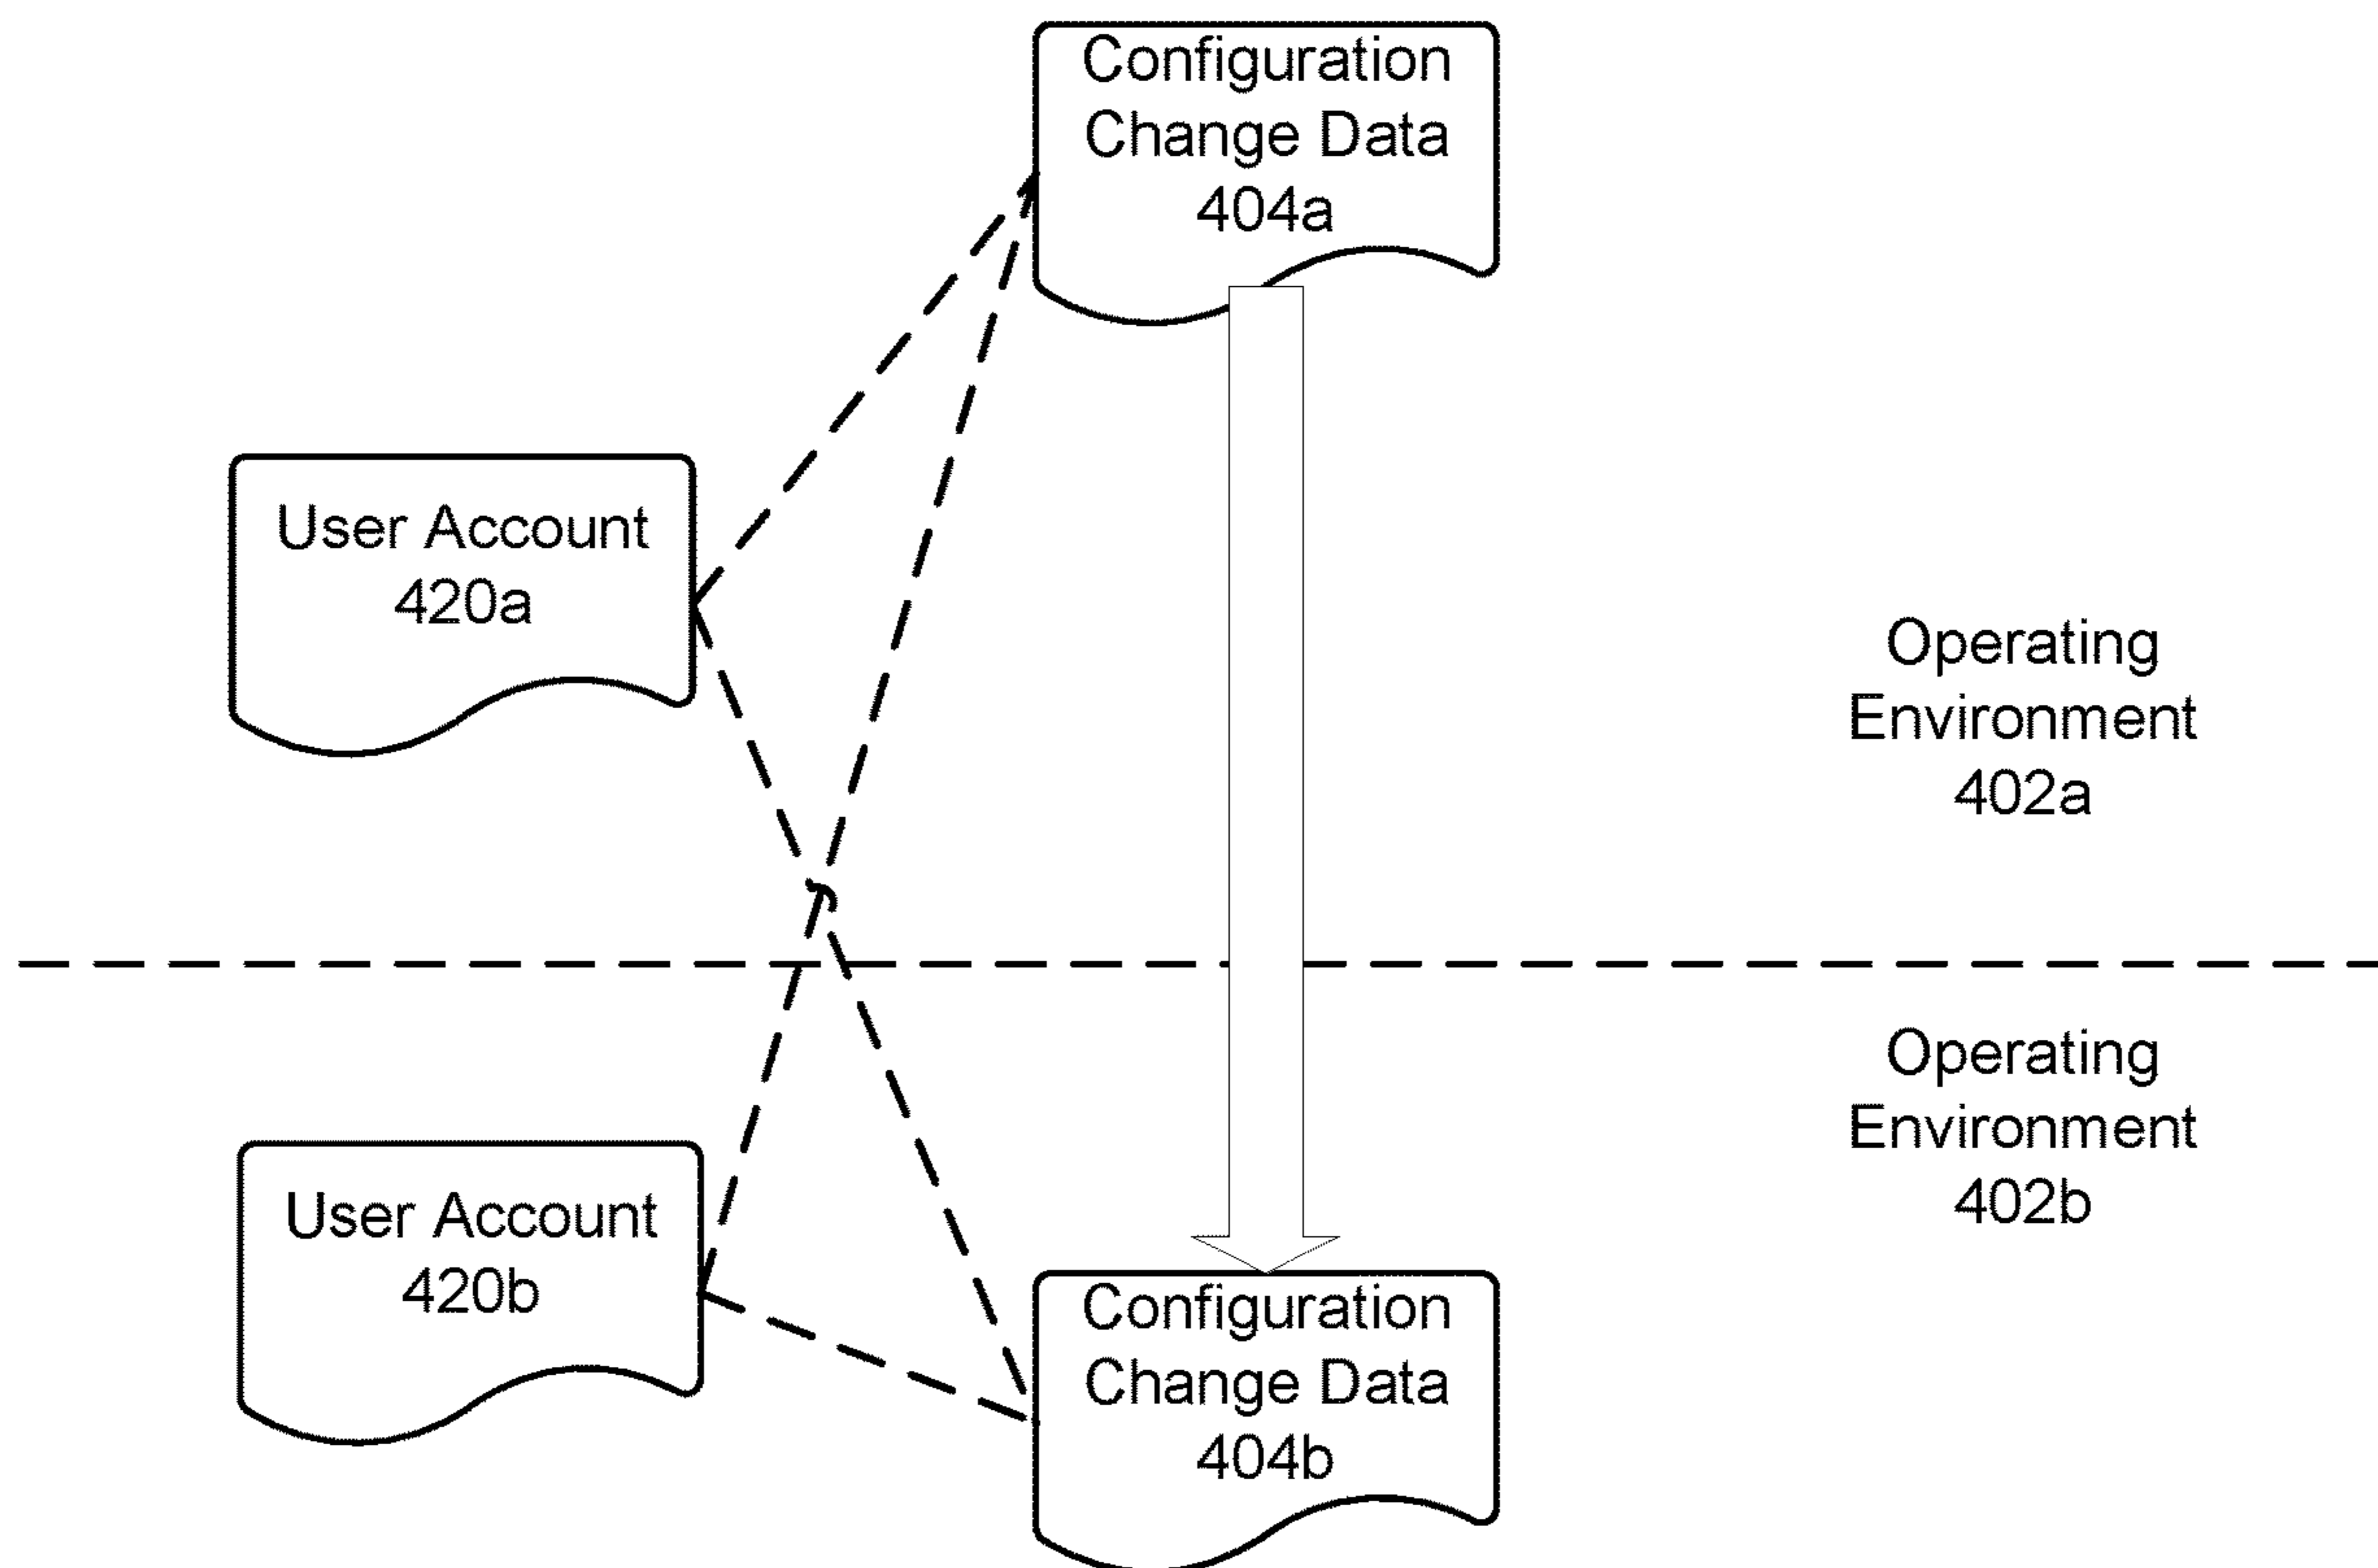 Configuration
Change Data
404a
User Account
420a
Operating
Environment
402a
Operating
Environment
402b
User Account
420b
Configuration
Change Data
404b